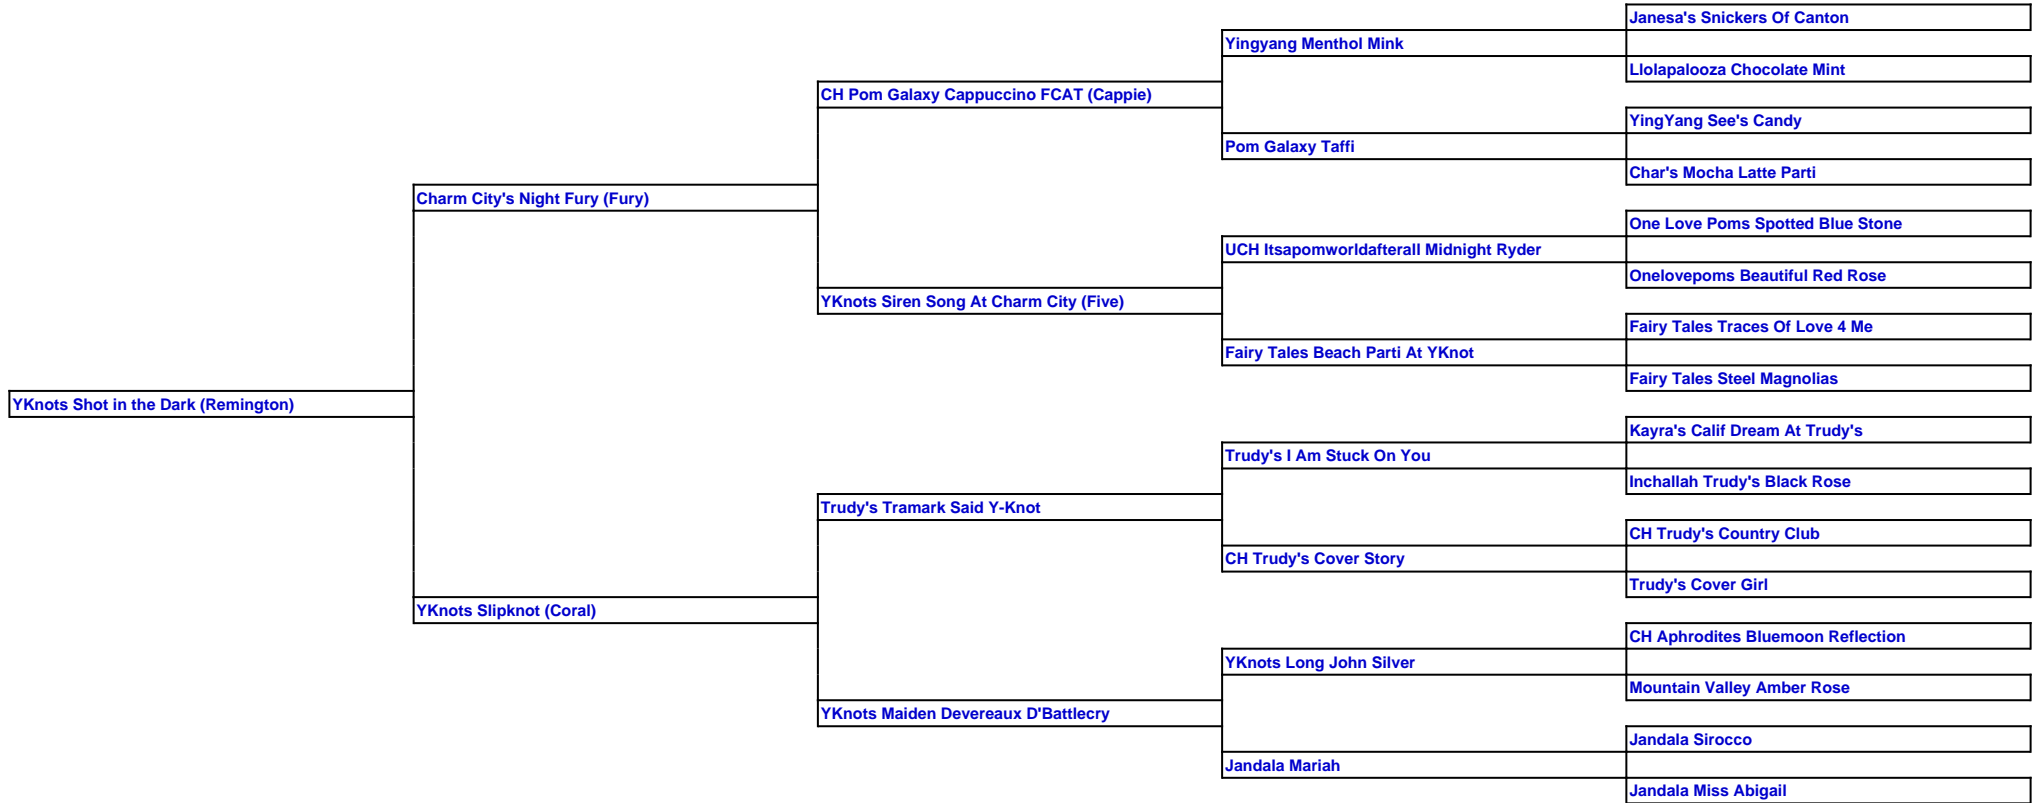 Janesa's Snickers Of Canton
Yingyang Menthol Mink
Llolapalooza Chocolate Mint
CH Pom Galaxy Cappuccino FCAT (Cappie)
YingYang See's Candy
Pom Galaxy Taffi
Char's Mocha Latte Parti
Charm City's Night Fury (Fury)
One Love Poms Spotted Blue Stone
UCH Itsapomworldafterall Midnight Ryder
Onelovepoms Beautiful Red Rose
YKnots Siren Song At Charm City (Five)
Fairy Tales Traces Of Love 4 Me
Fairy Tales Beach Parti At YKnot
Fairy Tales Steel Magnolias
YKnots Shot in the Dark (Remington)
Kayra's Calif Dream At Trudy's
Trudy's I Am Stuck On You
Inchallah Trudy's Black Rose
Trudy's Tramark Said Y-Knot
CH Trudy's Country Club
CH Trudy's Cover Story
Trudy's Cover Girl
YKnots Slipknot (Coral)
CH Aphrodites Bluemoon Reflection
YKnots Long John Silver
Mountain Valley Amber Rose
YKnots Maiden Devereaux D'Battlecry
Jandala Sirocco
Jandala Mariah
Jandala Miss Abigail